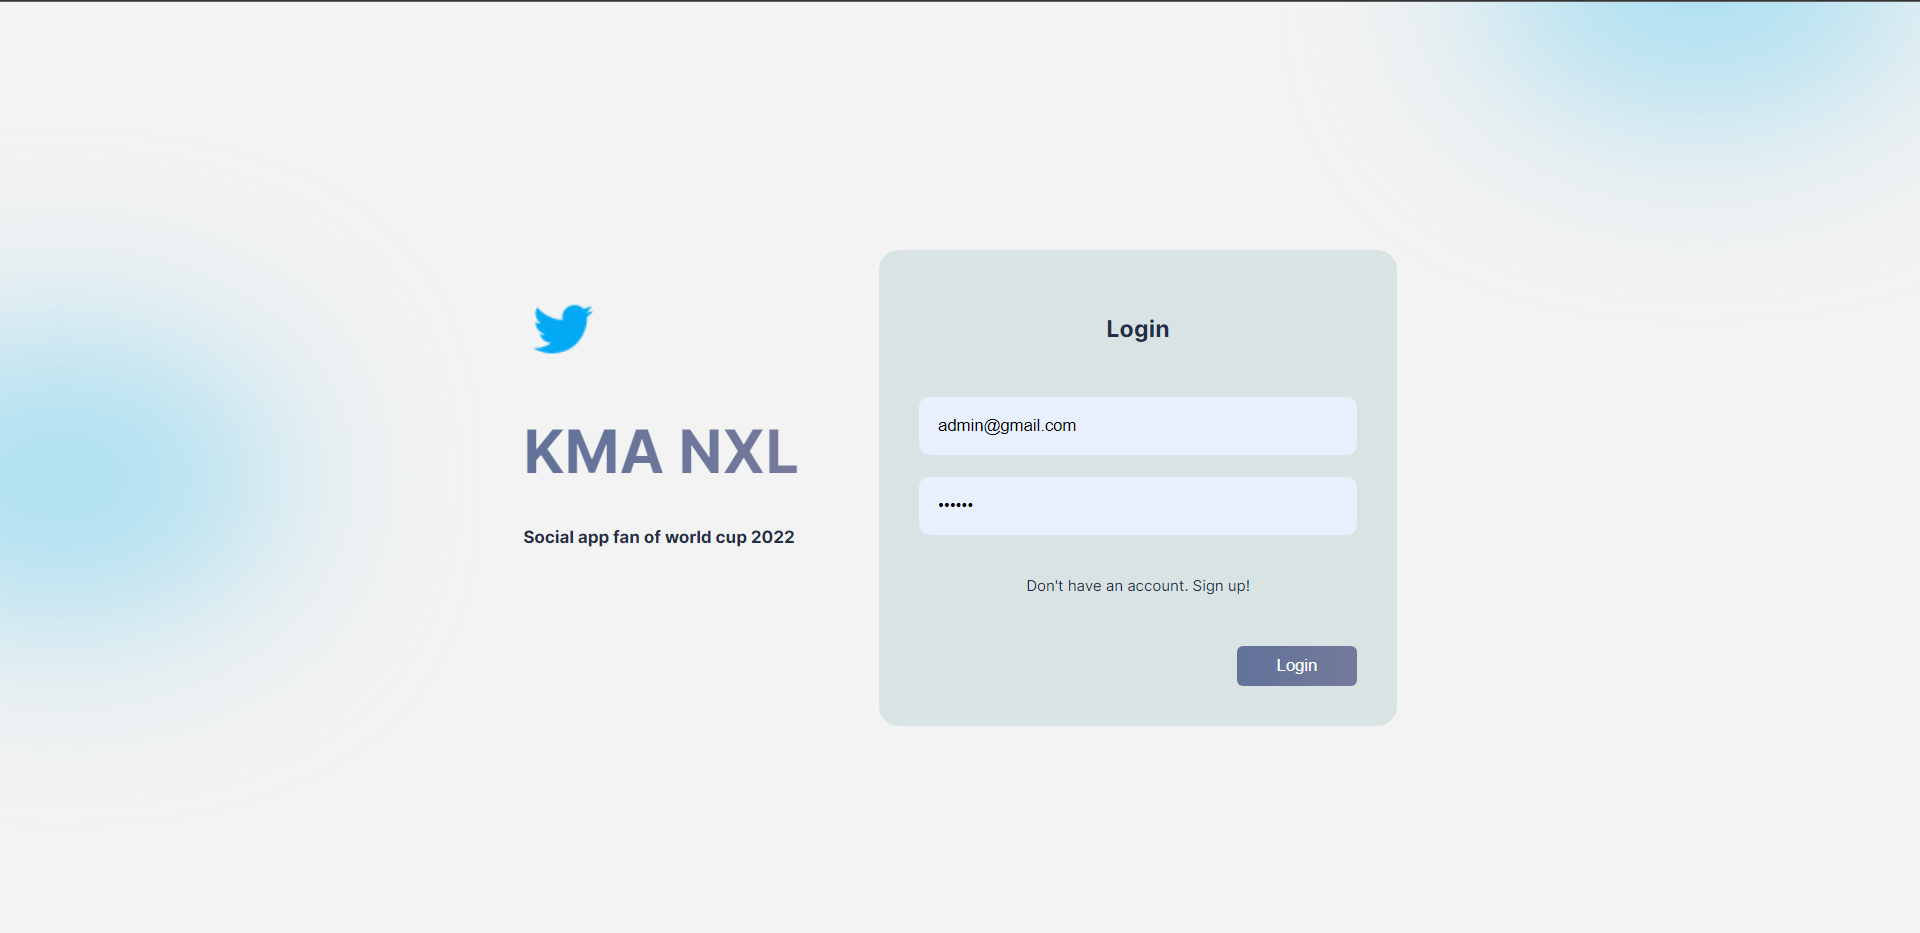 KMA NXL
Social app fan of world cup 2022
Login
admin@gmail.com
••••••
Don't have an account. Sign up!
Login